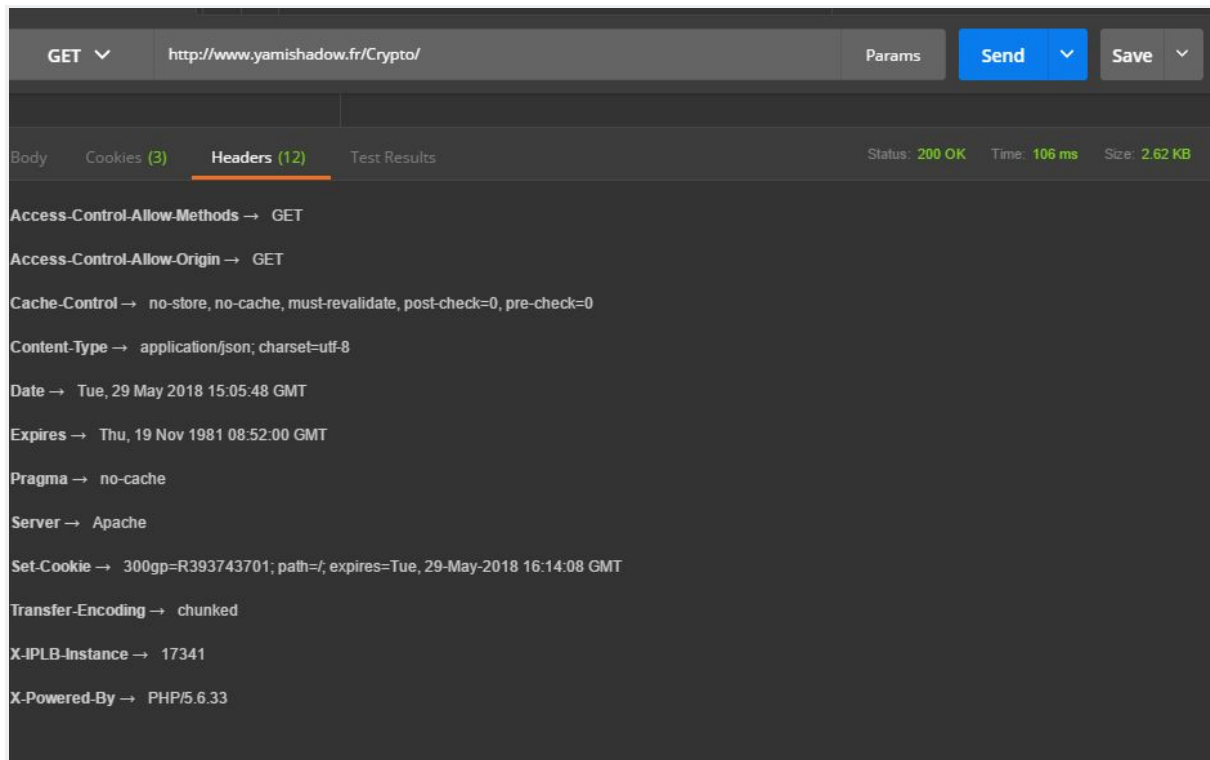 GET http://www.yamishadow.fr/Crypto/ Params Send Save
Body Cookies (3) Headers (12) Test Results Status: 200 OK Time: 106 ms Size: 2.62 KB
Access-Control-Allow-Methods → GET
Access-Control-Allow-Origin → GET
Cache-Control → no-store, no-cache, must-revalidate, post-check=0, pre-check=0
Content-Type → application/json; charset=utf-8
Date → Tue, 29 May 2018 15:05:48 GMT
Expires → Thu, 19 Nov 1981 08:52:00 GMT
Pragma → no-cache
Server → Apache
Set-Cookie → 300gp=R393743701; path=/; expires=Tue, 29-May-2018 16:14:08 GMT
Transfer-Encoding → chunked
X-IPLB-Instance → 17341
X-Powered-By → PHP/5.6.33